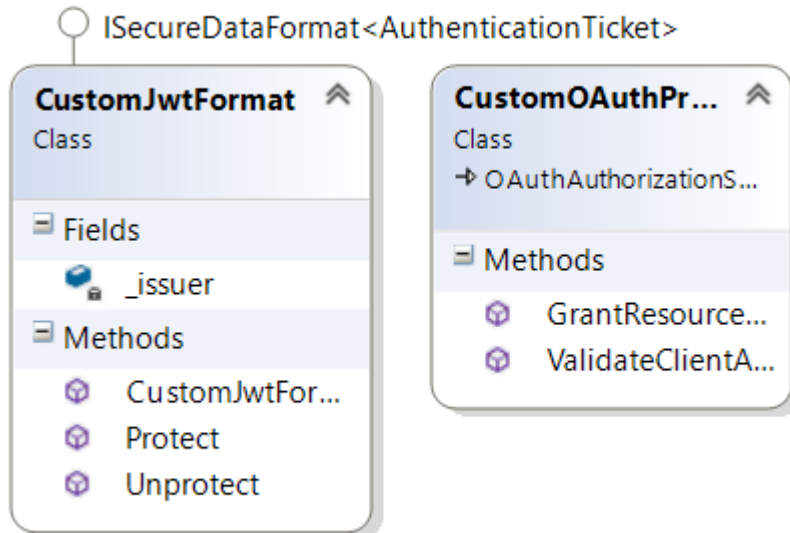 ISecureDataFormat<AuthenticationTicket>
CustomJwtFormat
Class
Fields
_issuer
Methods
CustomJwtFor...
Protect
Unprotect
CustomOAuthPr...
Class
OAuthAuthorizationS...
Methods
GrantResource...
ValidateClientA...